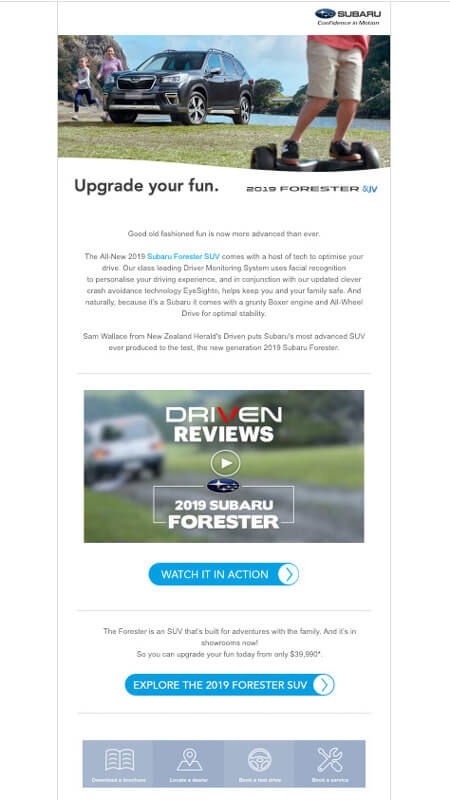 SUBARU
Confidence in Motion
Upgrade your fun.
2019 FORESTER SUV
Good old fashioned fun is now more advanced than ever.
The All-New 2019 Subaru Forester SUV comes with a host of tech to optimise your
drive. Our class leading Driver Monitoring System uses facial recognition
to personalise your driving experience, and in conjunction with our updated clever
crash avoidance technology EyeSight®, helps keep you and your family safe. And
naturally, because it's a Subaru it comes with a grunty Boxer engine and All-Wheel
Drive for optimal stability.
Sam Wallace from New Zealand Herald's Driven puts Subaru's most advanced SUV
ever produced to the test, the new generation 2019 Subaru Forester.
DRIVEN
REVIEWS
2019 SUBARU
FORESTER
WATCH IT IN ACTION
The Forester is an SUV that's built for adventures with the family. And it's in
showrooms now!
So you can upgrade your fun today from only $39,990*.
EXPLORE THE 2019 FORESTER SUV
Download a brochure
Locate a dealer
Book a test drive
Book a service